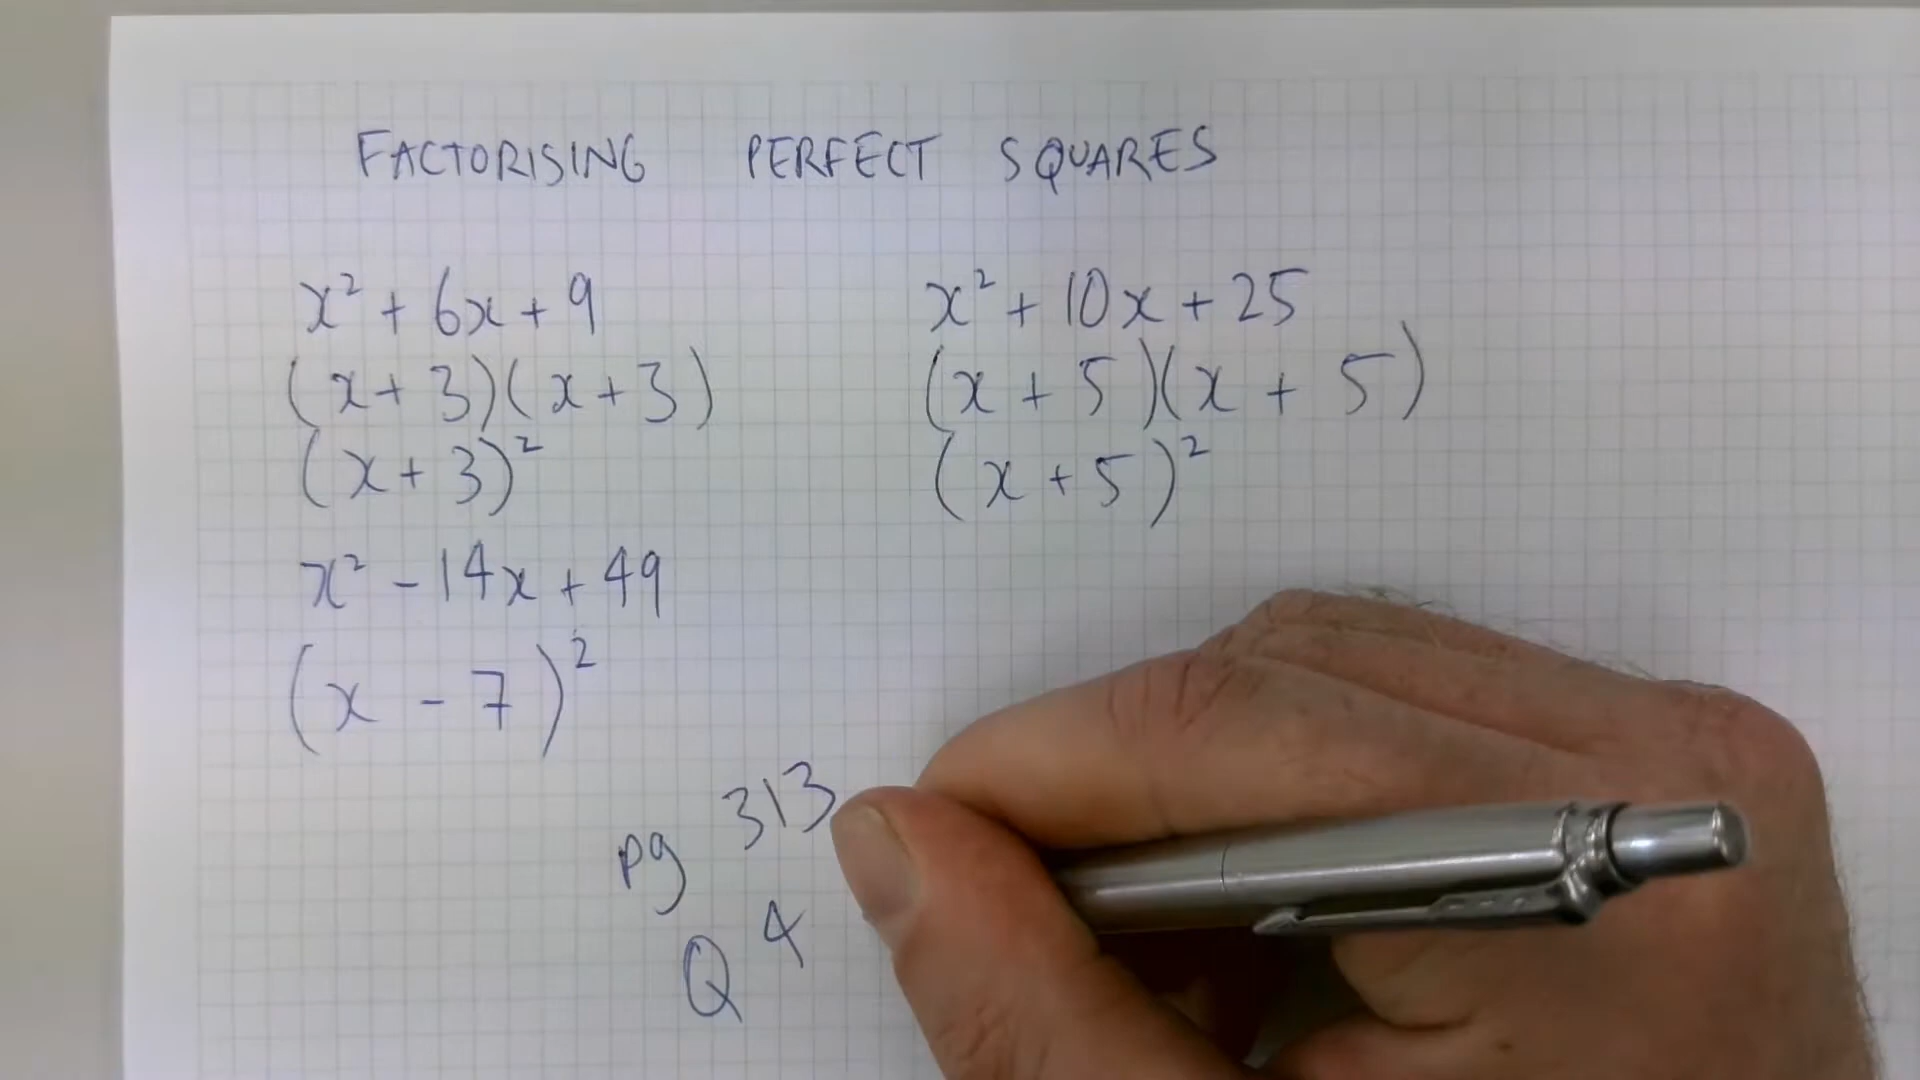 FACTORISING PERFECT SQUARES
x² + 6x + 9
(x + 3)(x + 3)
(x + 3)²
x² + 10x + 25
(x + 5)(x + 5)
(x + 5)²
x² - 14x + 49
(x - 7)²
pg 313
Q 4